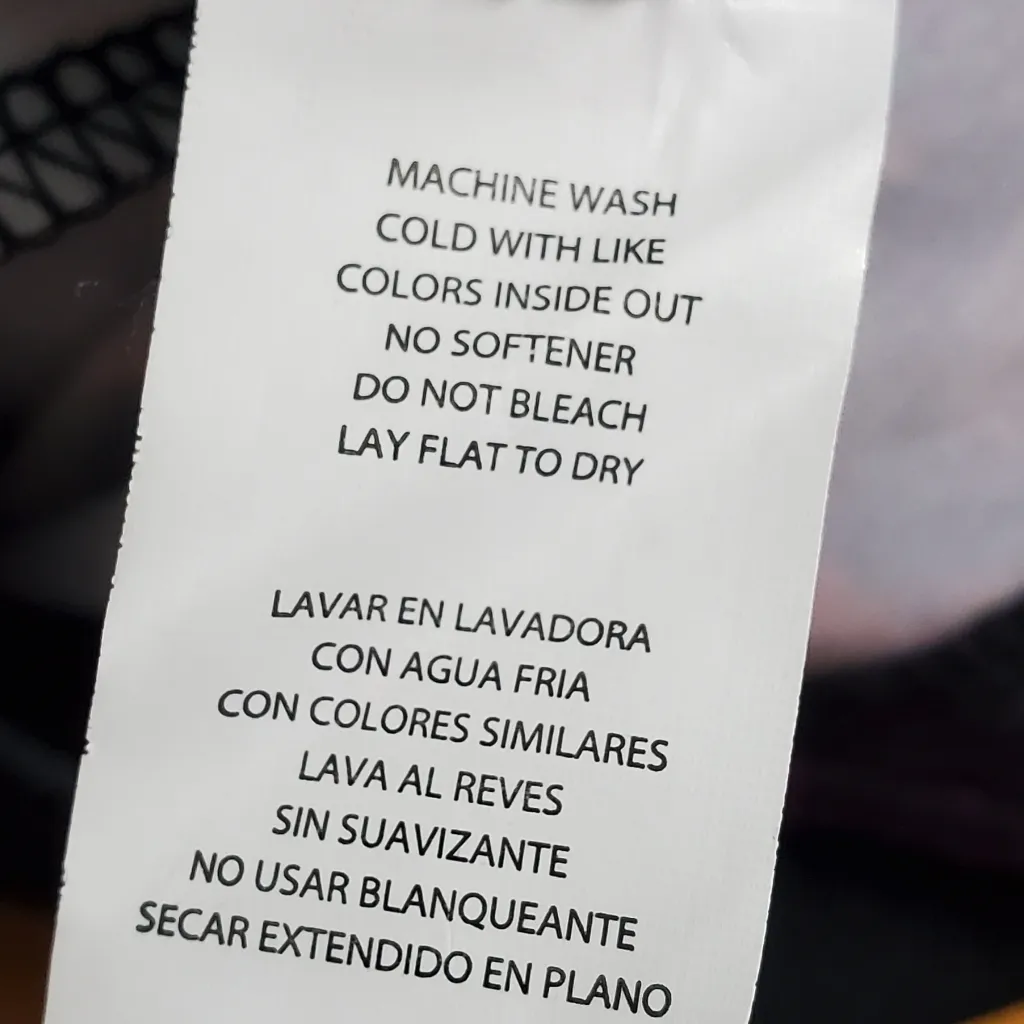 MACHINE WASH
COLD WITH LIKE
COLORS INSIDE OUT
NO SOFTENER
DO NOT BLEACH
LAY FLAT TO DRY
LAVAR EN LAVADORA
CON AGUA FRIA
CON COLORES SIMILARES
LAVA AL REVES
SIN SUAVIZANTE
NO USAR BLANQUEANTE
SECAR EXTENDIDO EN PLANO